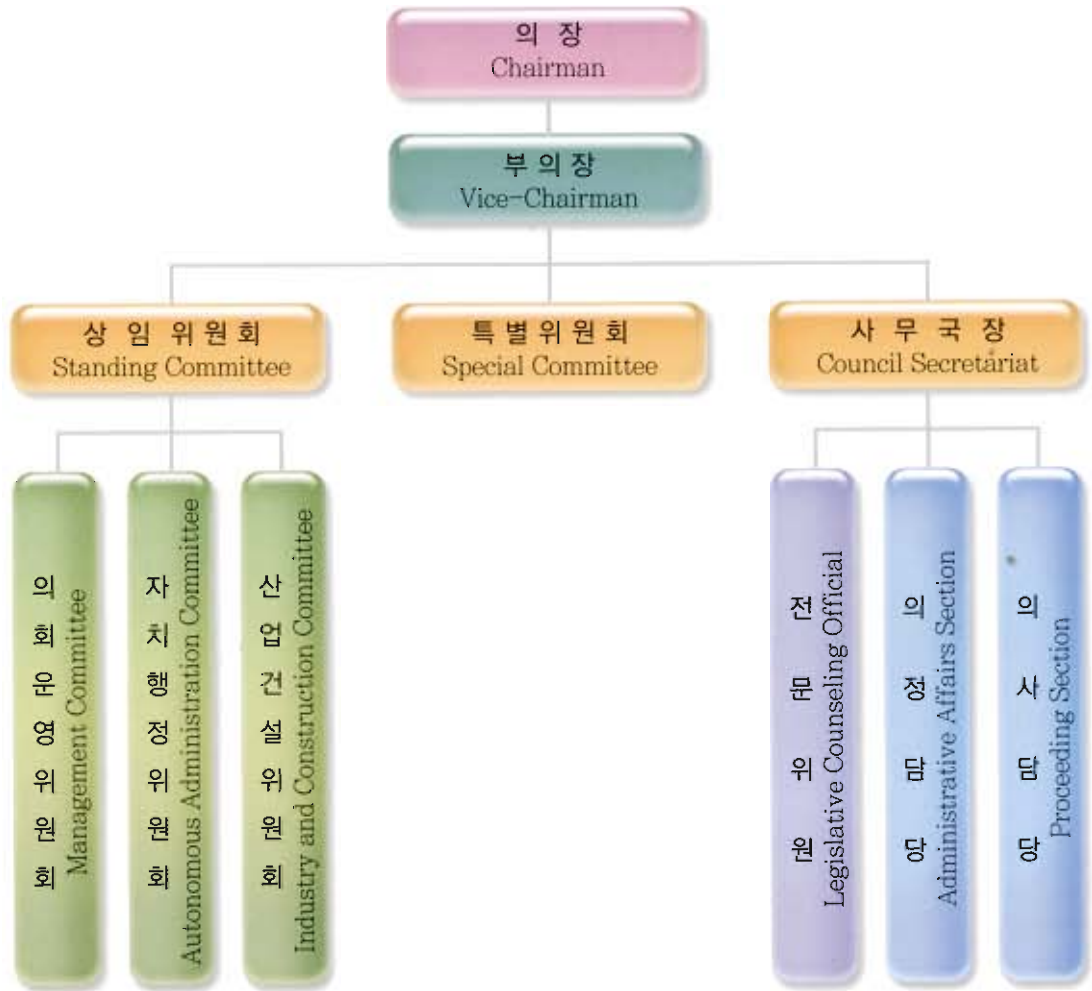 의 장
Chairman
부 의 장
Vice-Chairman
상 임 위 원 회
Standing Committee
특 별 위 원 회
Special Committee
사 무 국 장
Council Secretariat
의회운영위원회
Management Committee
자치행정위원회
Autonomous Administration Committee
산업건설위원회
Industry and Construction Committee
전문위원
Legislative Counseling Official
의정담당
Administrative Affairs Section
의사담당
Proceeding Section